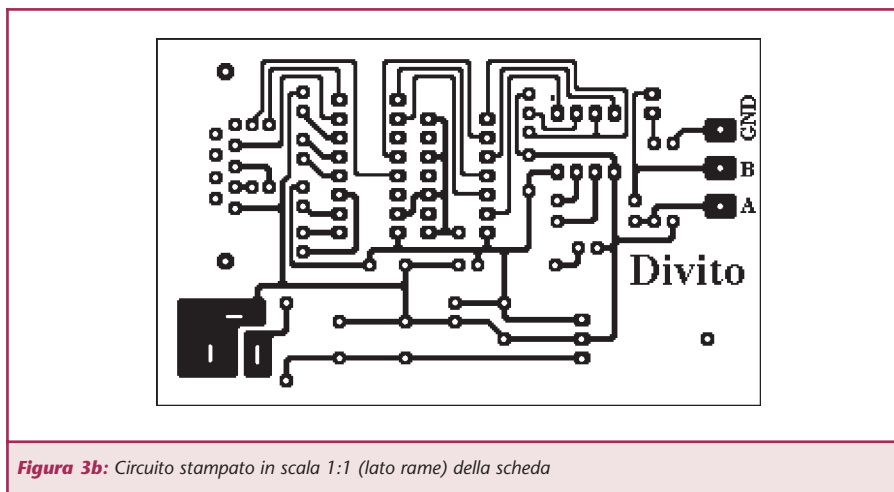 GND
B
A
Divito
Figura 3b: Circuito stampato in scala 1:1 (lato rame) della scheda